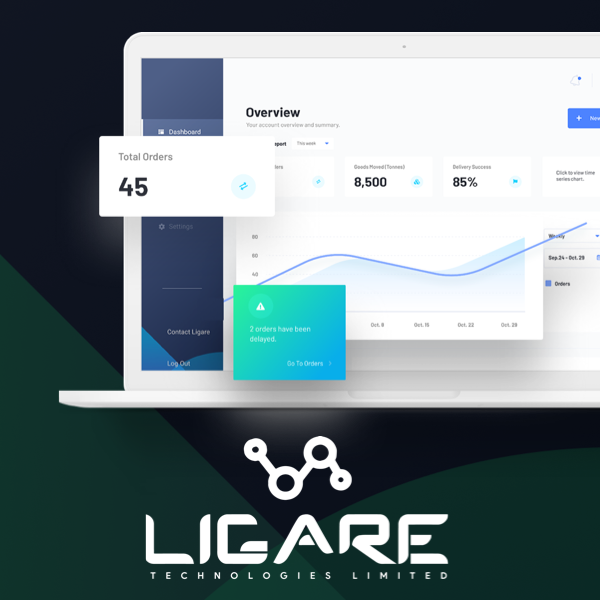 Overview
Your account overview and summary.
New
Dashboard
This week
Total Orders
45
Goods Moved (Tonnes)
8,500
Delivery Success
85%
Click to view time
series chart.
Settings
80
60
40
Weekly
Sep.24 - Oct. 29
Orders
Oct. 8
Oct. 15
Oct. 22
Oct. 29
2 orders have been
delayed.
Go To Orders
Contact Ligare
Log Out
LIGARE
TECHNOLOGIES LIMITED